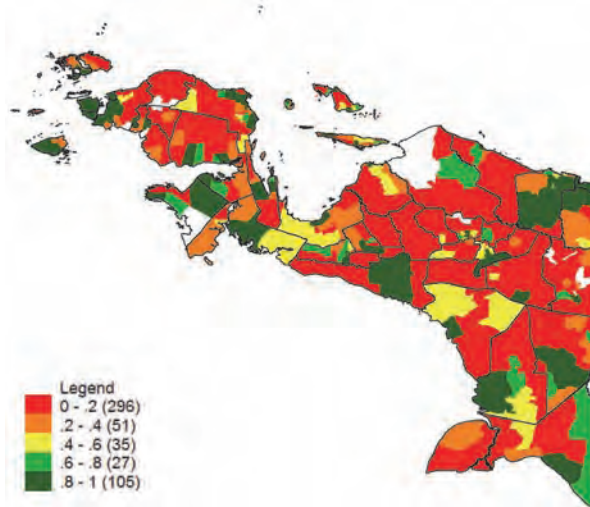 Legend
0 - .2 (296)
.2 - .4 (51)
.4 - .6 (35)
.6 - .8 (27)
.8 - 1 (105)